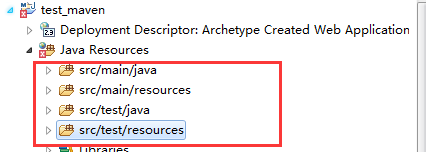 test_maven
Deployment Descriptor: Archetype Created Web Application
Java Resources
src/main/java
src/main/resources
src/test/java
src/test/resources
Libraries